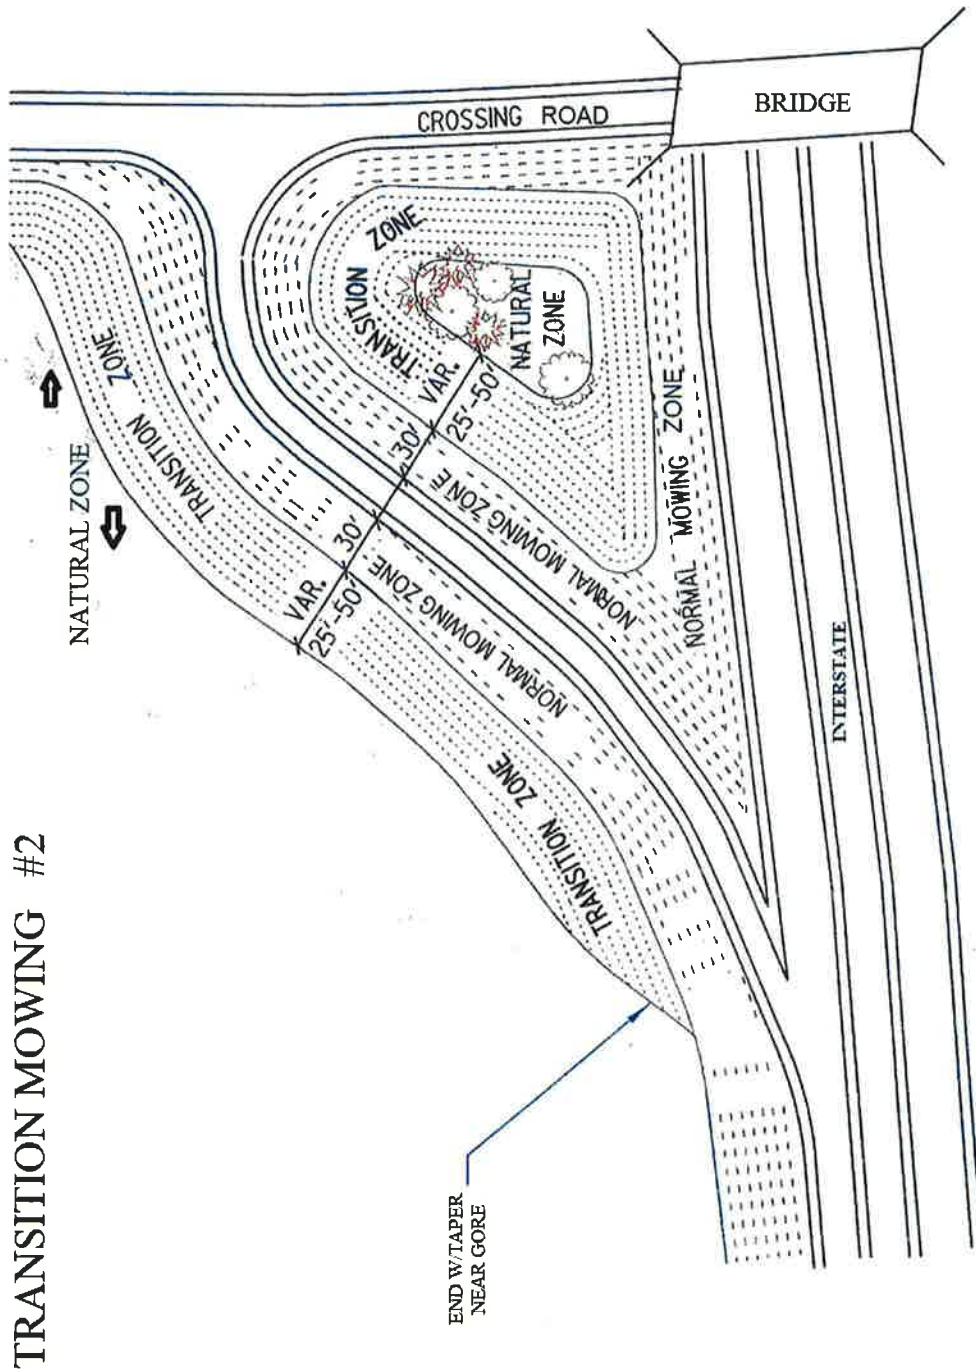 TRANSITION MOWING #2
NATURAL ZONE
CROSSING ROAD
BRIDGE
TRANSITION ZONE
TRANSITION ZONE
NATURAL
ZONE
VAR.
25'-50'
30'
30'
VAR.
25'-50'
NORMAL MOWING ZONE
NORMAL MOWING ZONE
NORMAL MOWING ZONE
TRANSITION ZONE
INTERSTATE
END W/TAPER
NEAR GORE